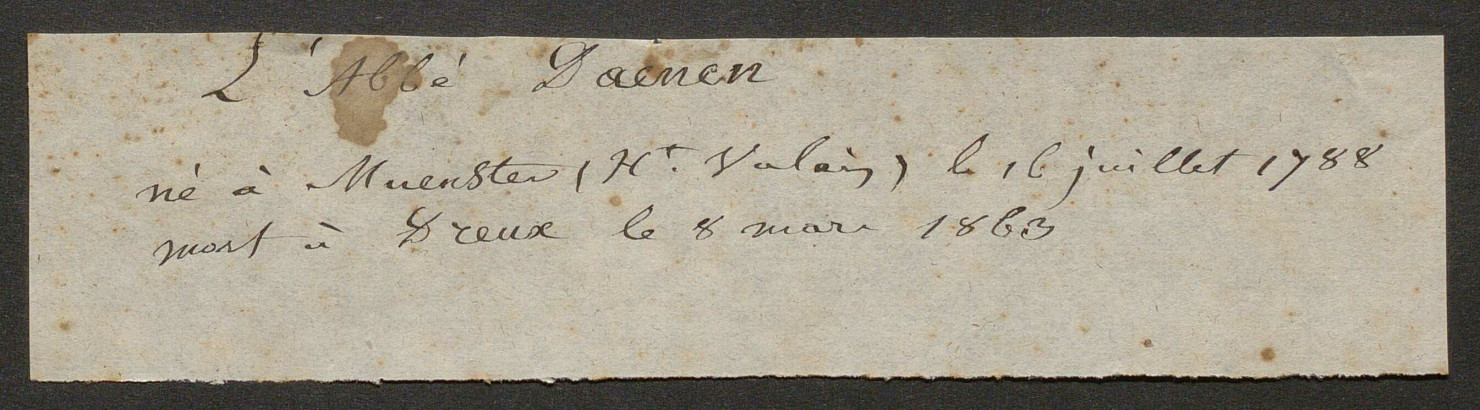 L'Abbé Daenen
né à Muenster (Ht. Valais) le 16 juillet 1788
mort à Dreux le 8 mars 1863